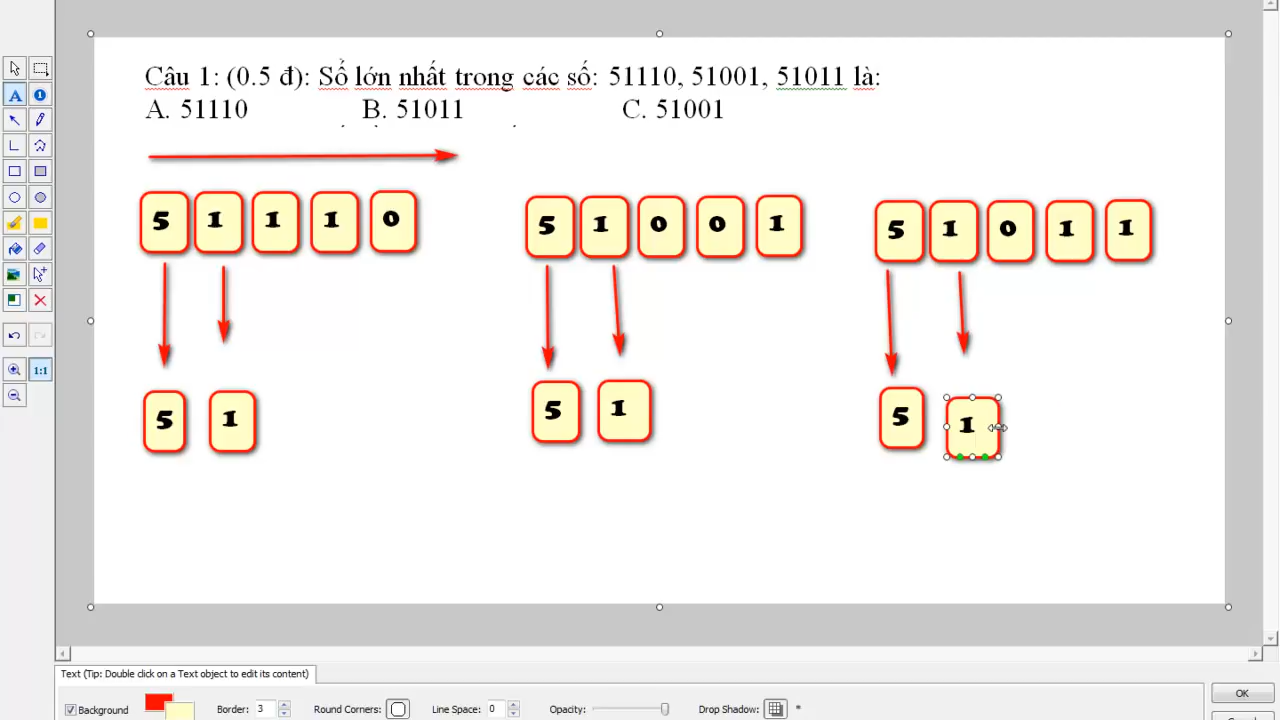 Câu 1: (0.5 đ): Số lớn nhất trong các số: 51110, 51001, 51011 là:
A. 51110 B. 51011 C. 51001
5 1 1 1 0
5 1 0 0 1
5 1 0 1 1
5 1
5 1
5 1
A
1
1:1
Text (Tip: Double click on a Text object to edit its content)
OK
Background Border: 3 Round Corners: Line Space: 0 Opacity: Drop Shadow: *